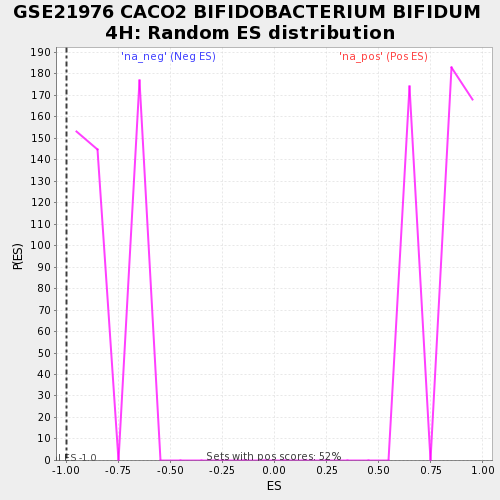 GSE21976 CACO2 BIFIDOBACTERIUM BIFIDUM
4H: Random ES distribution
'na_neg' (Neg ES)
'na_pos' (Pos ES)
190
180
170
160
150
140
130
120
110
100
90
80
70
60
50
40
30
20
10
0
P(ES)
ES -1.0
Sets with pos scores: 52%
-1.00 -0.75 -0.50 -0.25 0.00 0.25 0.50 0.75 1.00
ES